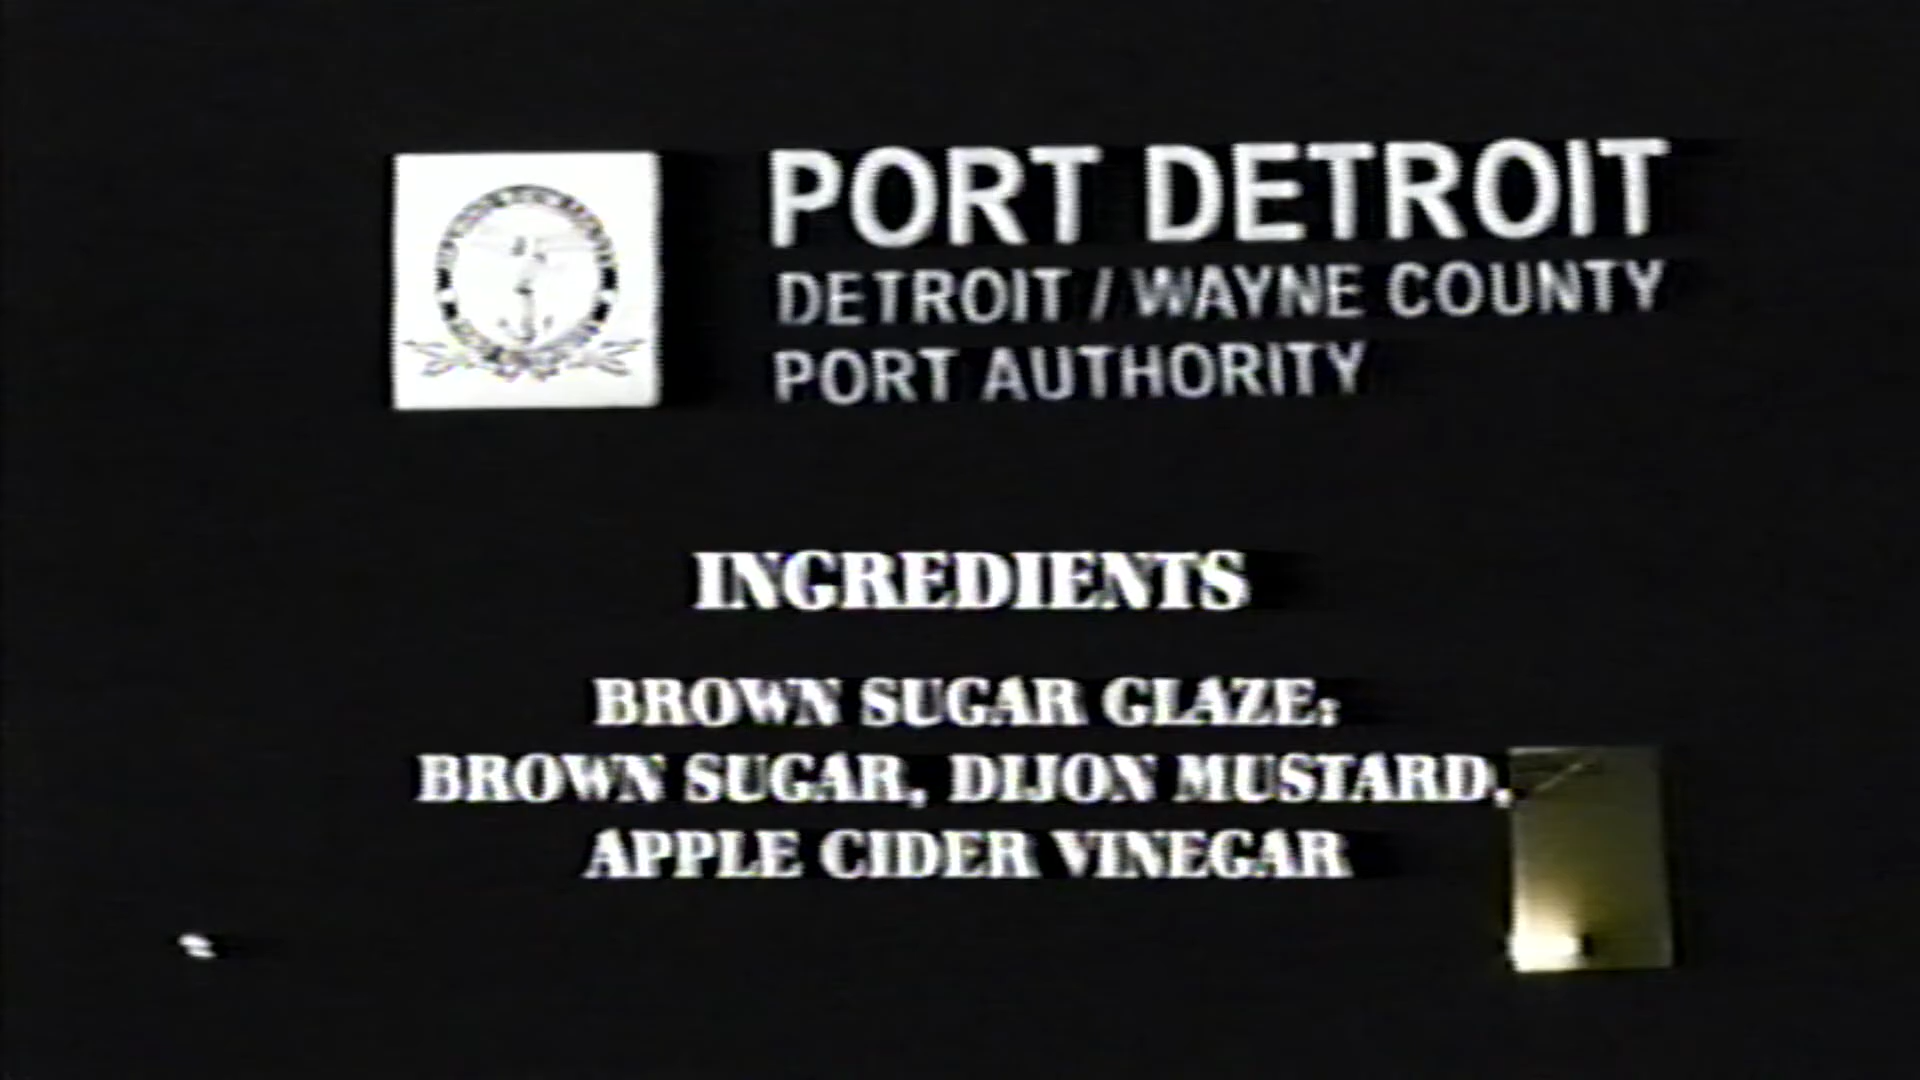 PORT DETROIT
DETROIT / WAYNE COUNTY
PORT AUTHORITY
INGREDIENTS
BROWN SUGAR GLAZE:
BROWN SUGAR, DIJON MUSTARD,
APPLE CIDER VINEGAR